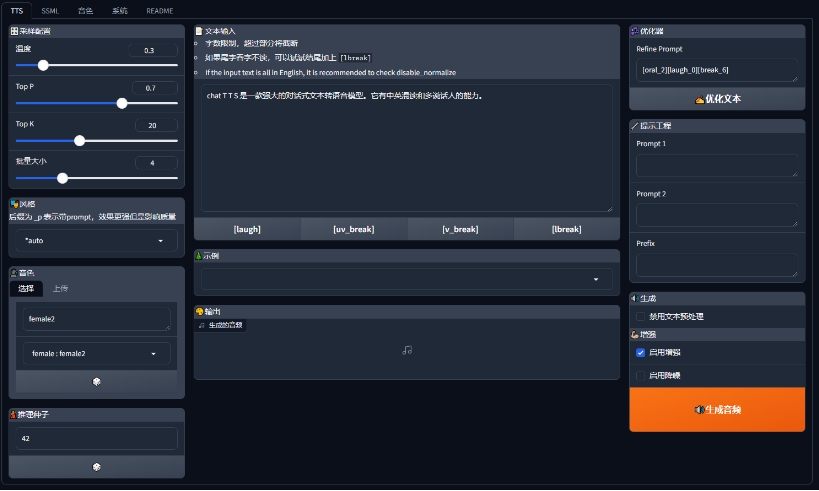 TTS
SSML
音色
系统
README
采样配置
温度
0.3
Top P
0.7
Top K
20
批量大小
4
风格
后缀为 _p 表示带prompt，效果更强但是影响质量
*auto
音色
选择
上传
female2
female : female2
推理种子
42
文本输入
字数限制，超过部分将截断
如果尾字吞字不读，可以试试结尾加上 [lbreak]
If the input text is all in English, it is recommended to check disable_normalize
chat T T S 是一款强大的对话式文本转语音模型。它有中英混读和多说话人的能力。
[laugh]
[uv_break]
[v_break]
[lbreak]
示例
输出
生成的音频
优化器
Refine Prompt
[oral_2][laugh_0][break_6]
优化文本
提示工程
Prompt 1
Prompt 2
Prefix
生成
禁用文本预处理
增强
启用增强
启用降噪
生成音频